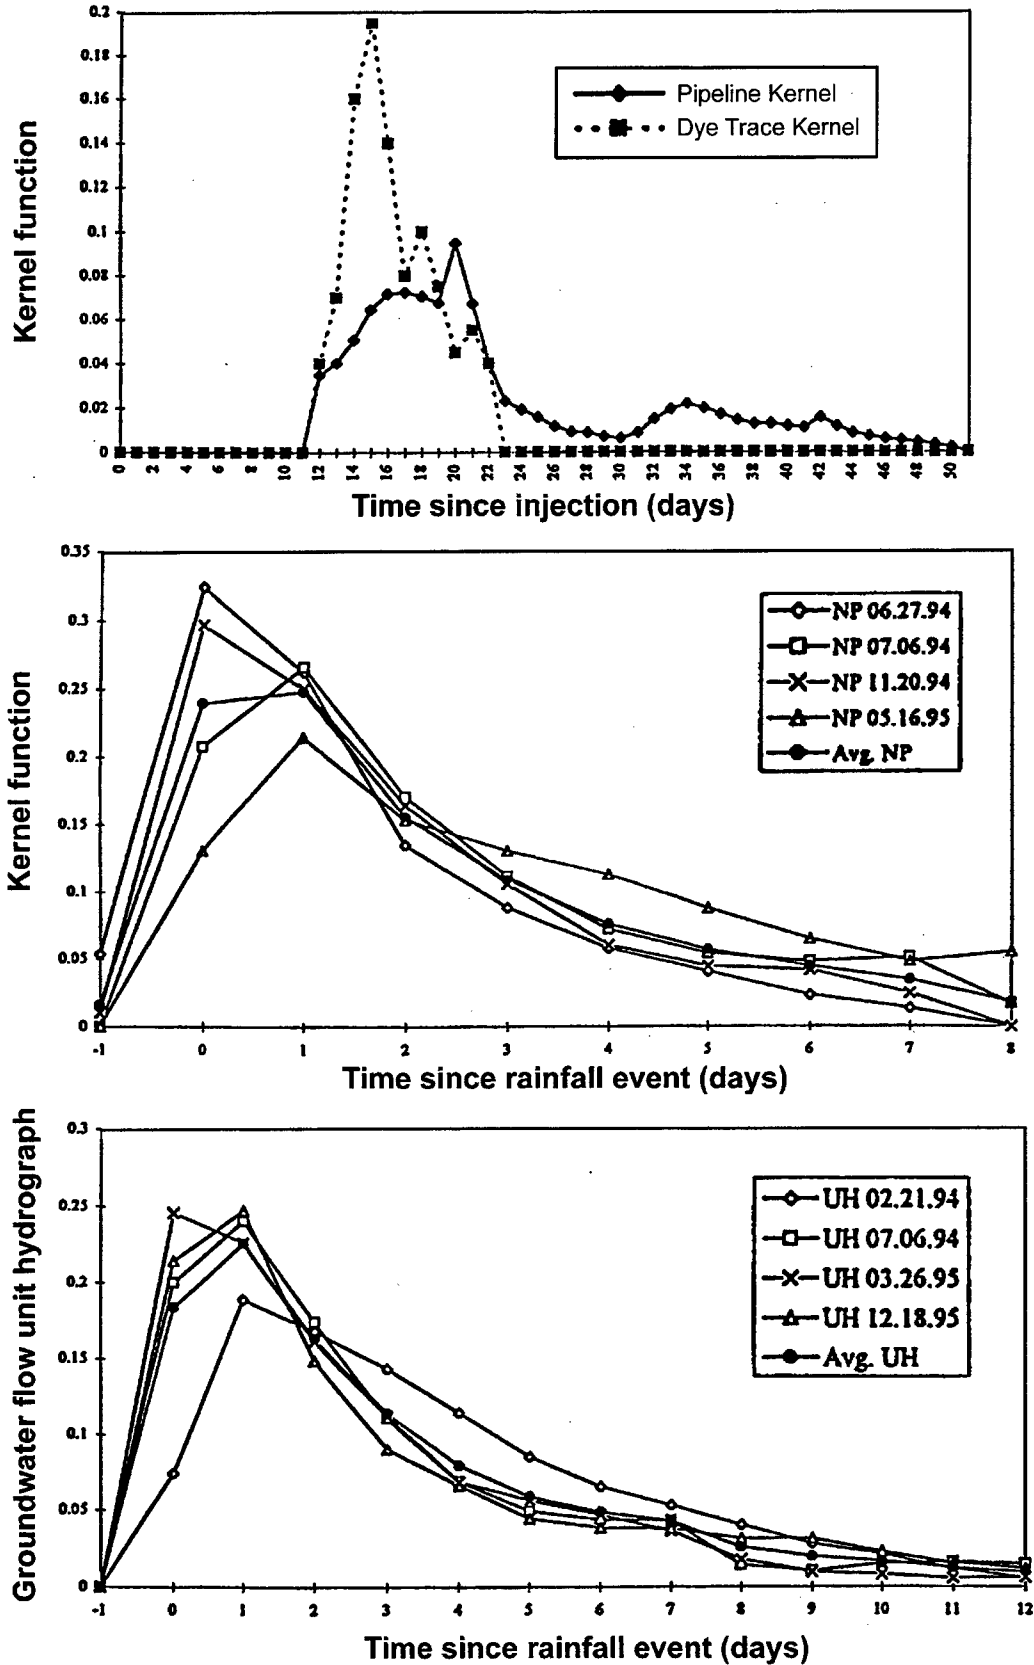 0.2
0.18
0.16
0.14
0.12
0.1
0.08
0.06
0.04
0.02
0
Kernel function
Pipeline Kernel
Dye Trace Kernel
0 2 4 6 8 10 12 14 16 18 20 22 24 26 28 30 32 34 36 38 40 42 44 46 48 50
Time since injection (days)
0.35
0.3
0.25
0.2
0.15
0.1
0.05
0
Kernel function
NP 06.27.94
NP 07.06.94
NP 11.20.94
NP 05.16.95
Avg. NP
-1 0 1 2 3 4 5 6 7 8
Time since rainfall event (days)
0.3
0.25
0.2
0.15
0.1
0.05
0
Groundwater flow unit hydrograph
UH 02.21.94
UH 07.06.94
UH 03.26.95
UH 12.18.95
Avg. UH
-1 0 1 2 3 4 5 6 7 8 9 10 11 12
Time since rainfall event (days)